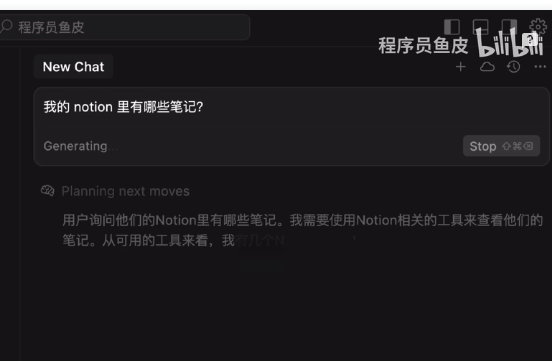 程序员鱼皮
程序员鱼皮 bilibili
New Chat
我的 notion 里有哪些笔记?
Generating...
Stop ⇧⌘⌫
Planning next moves
用户询问他们的Notion里有哪些笔记。我需要使用Notion相关的工具来查看他们的
笔记。从可用的工具来看，我有几个N